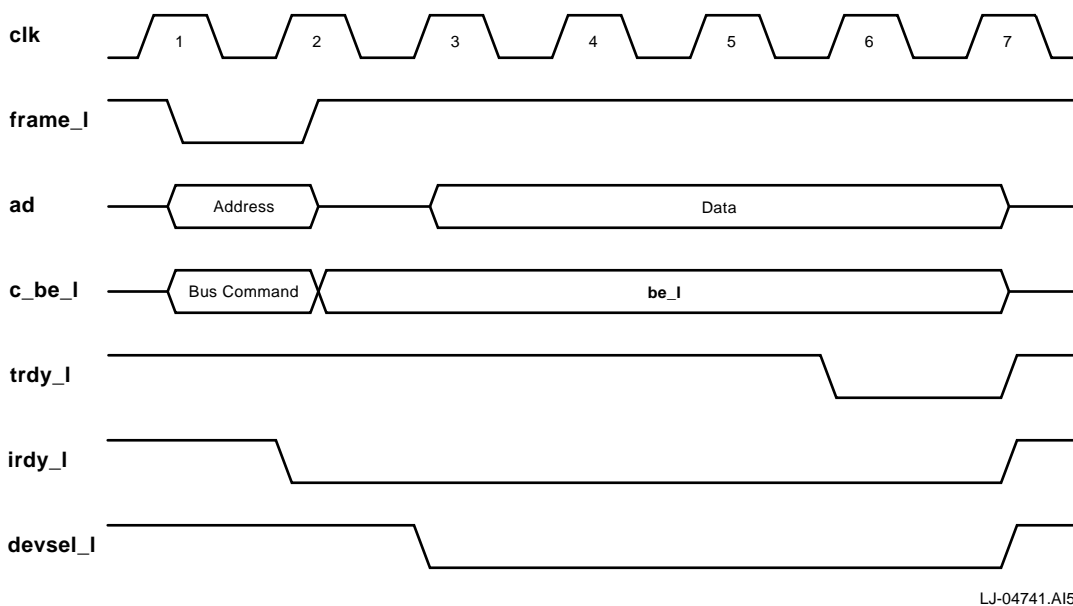 clk
1 2 3 4 5 6 7
frame_l
ad
Address Data
c_be_l
Bus Command be_l
trdy_l
irdy_l
devsel_l
LJ-04741.AI5